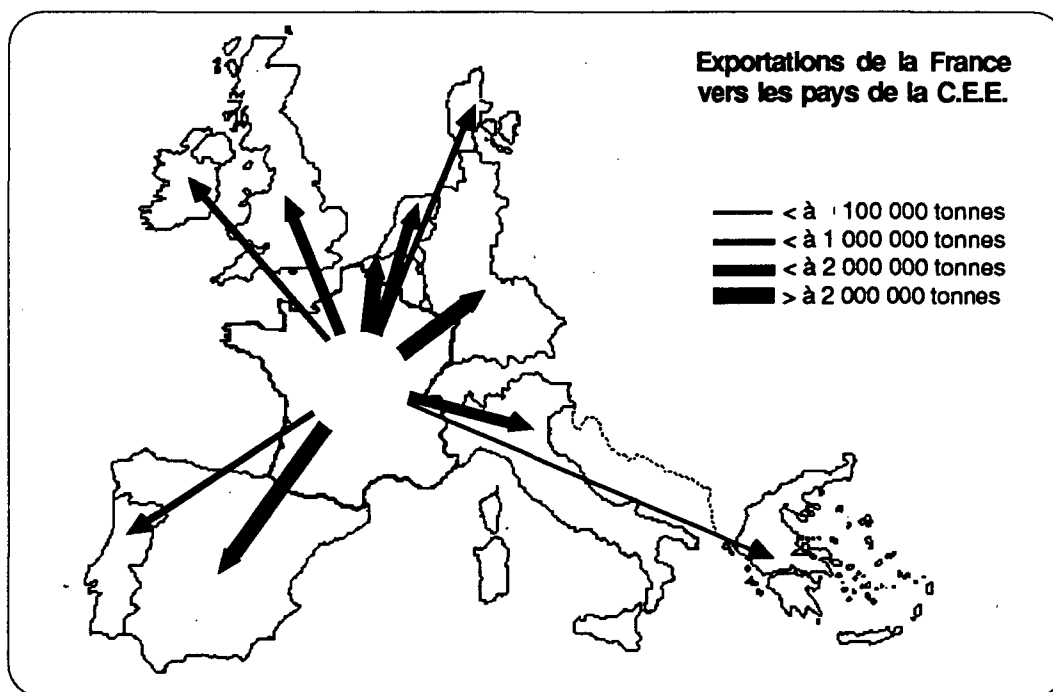 Exportations de la France
vers les pays de la C.E.E.
< à 100 000 tonnes
< à 1 000 000 tonnes
< à 2 000 000 tonnes
> à 2 000 000 tonnes